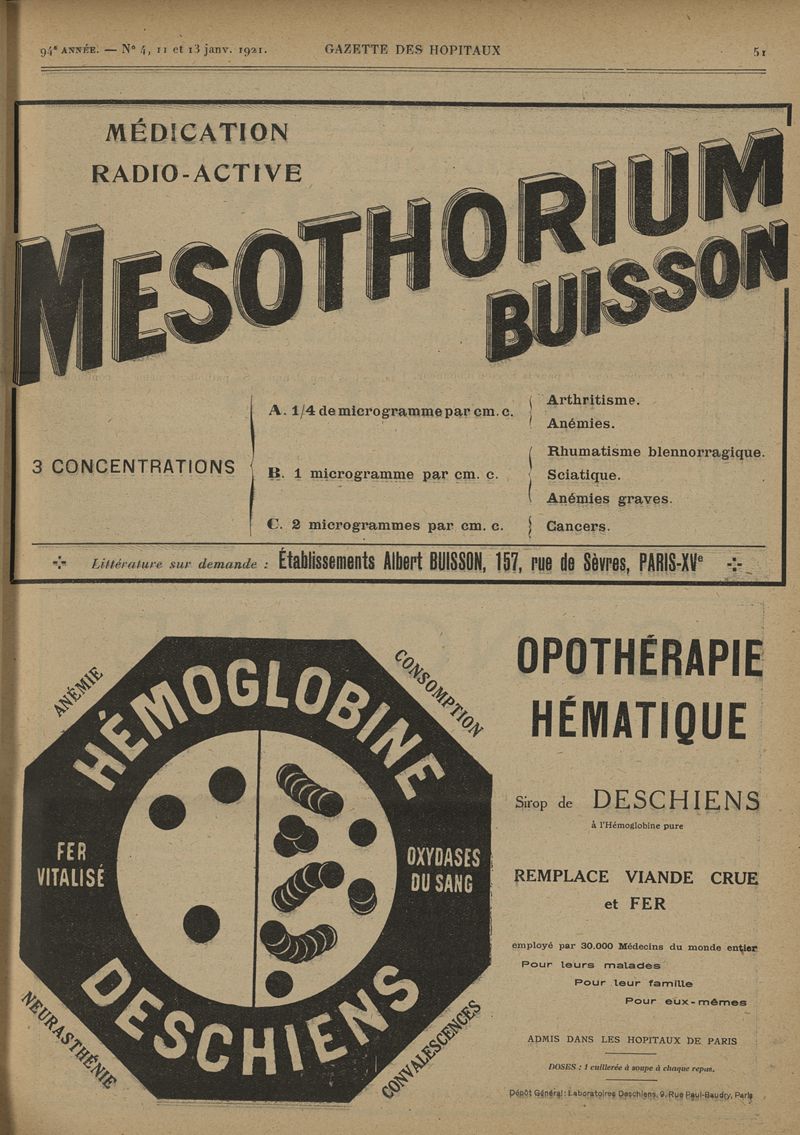 94e ANNÉE. — No 4, 11 et 13 janv. 1921.
GAZETTE DES HOPITAUX
51
MÉDICATION
RADIO-ACTIVE
MESOTHORIUM
BUISSON
3 CONCENTRATIONS
A. 1/4 de microgramme par cm. c.
Arthritisme.
Anémies.
B. 1 microgramme par cm. c.
Rhumatisme blennorragique.
Sciatique.
Anémies graves.
C. 2 microgrammes par cm. c.
Cancers.
Littérature sur demande : Établissements Albert BUISSON, 157, rue de Sèvres, PARIS-XVe
ANÉMIE
CONSOMPTION
HÉMOGLOBINE
FER
VITALISÉ
OXYDASES
DU SANG
DESCHIENS
NEURASTHÉNIE
CONVALESCENCES
OPOTHÉRAPIE
HÉMATIQUE
Sirop de DESCHIENS
à l'Hémoglobine pure
REMPLACE VIANDE CRUE
et FER
employé par 30.000 Médecins du monde entier
Pour leurs malades
Pour leur famille
Pour eux-mêmes
ADMIS DANS LES HOPITAUX DE PARIS
DOSES : 1 cuillerée à soupe à chaque repas.
Dépôt Général : Laboratoires Deschiens, 9, Rue Paul-Baudry, Paris